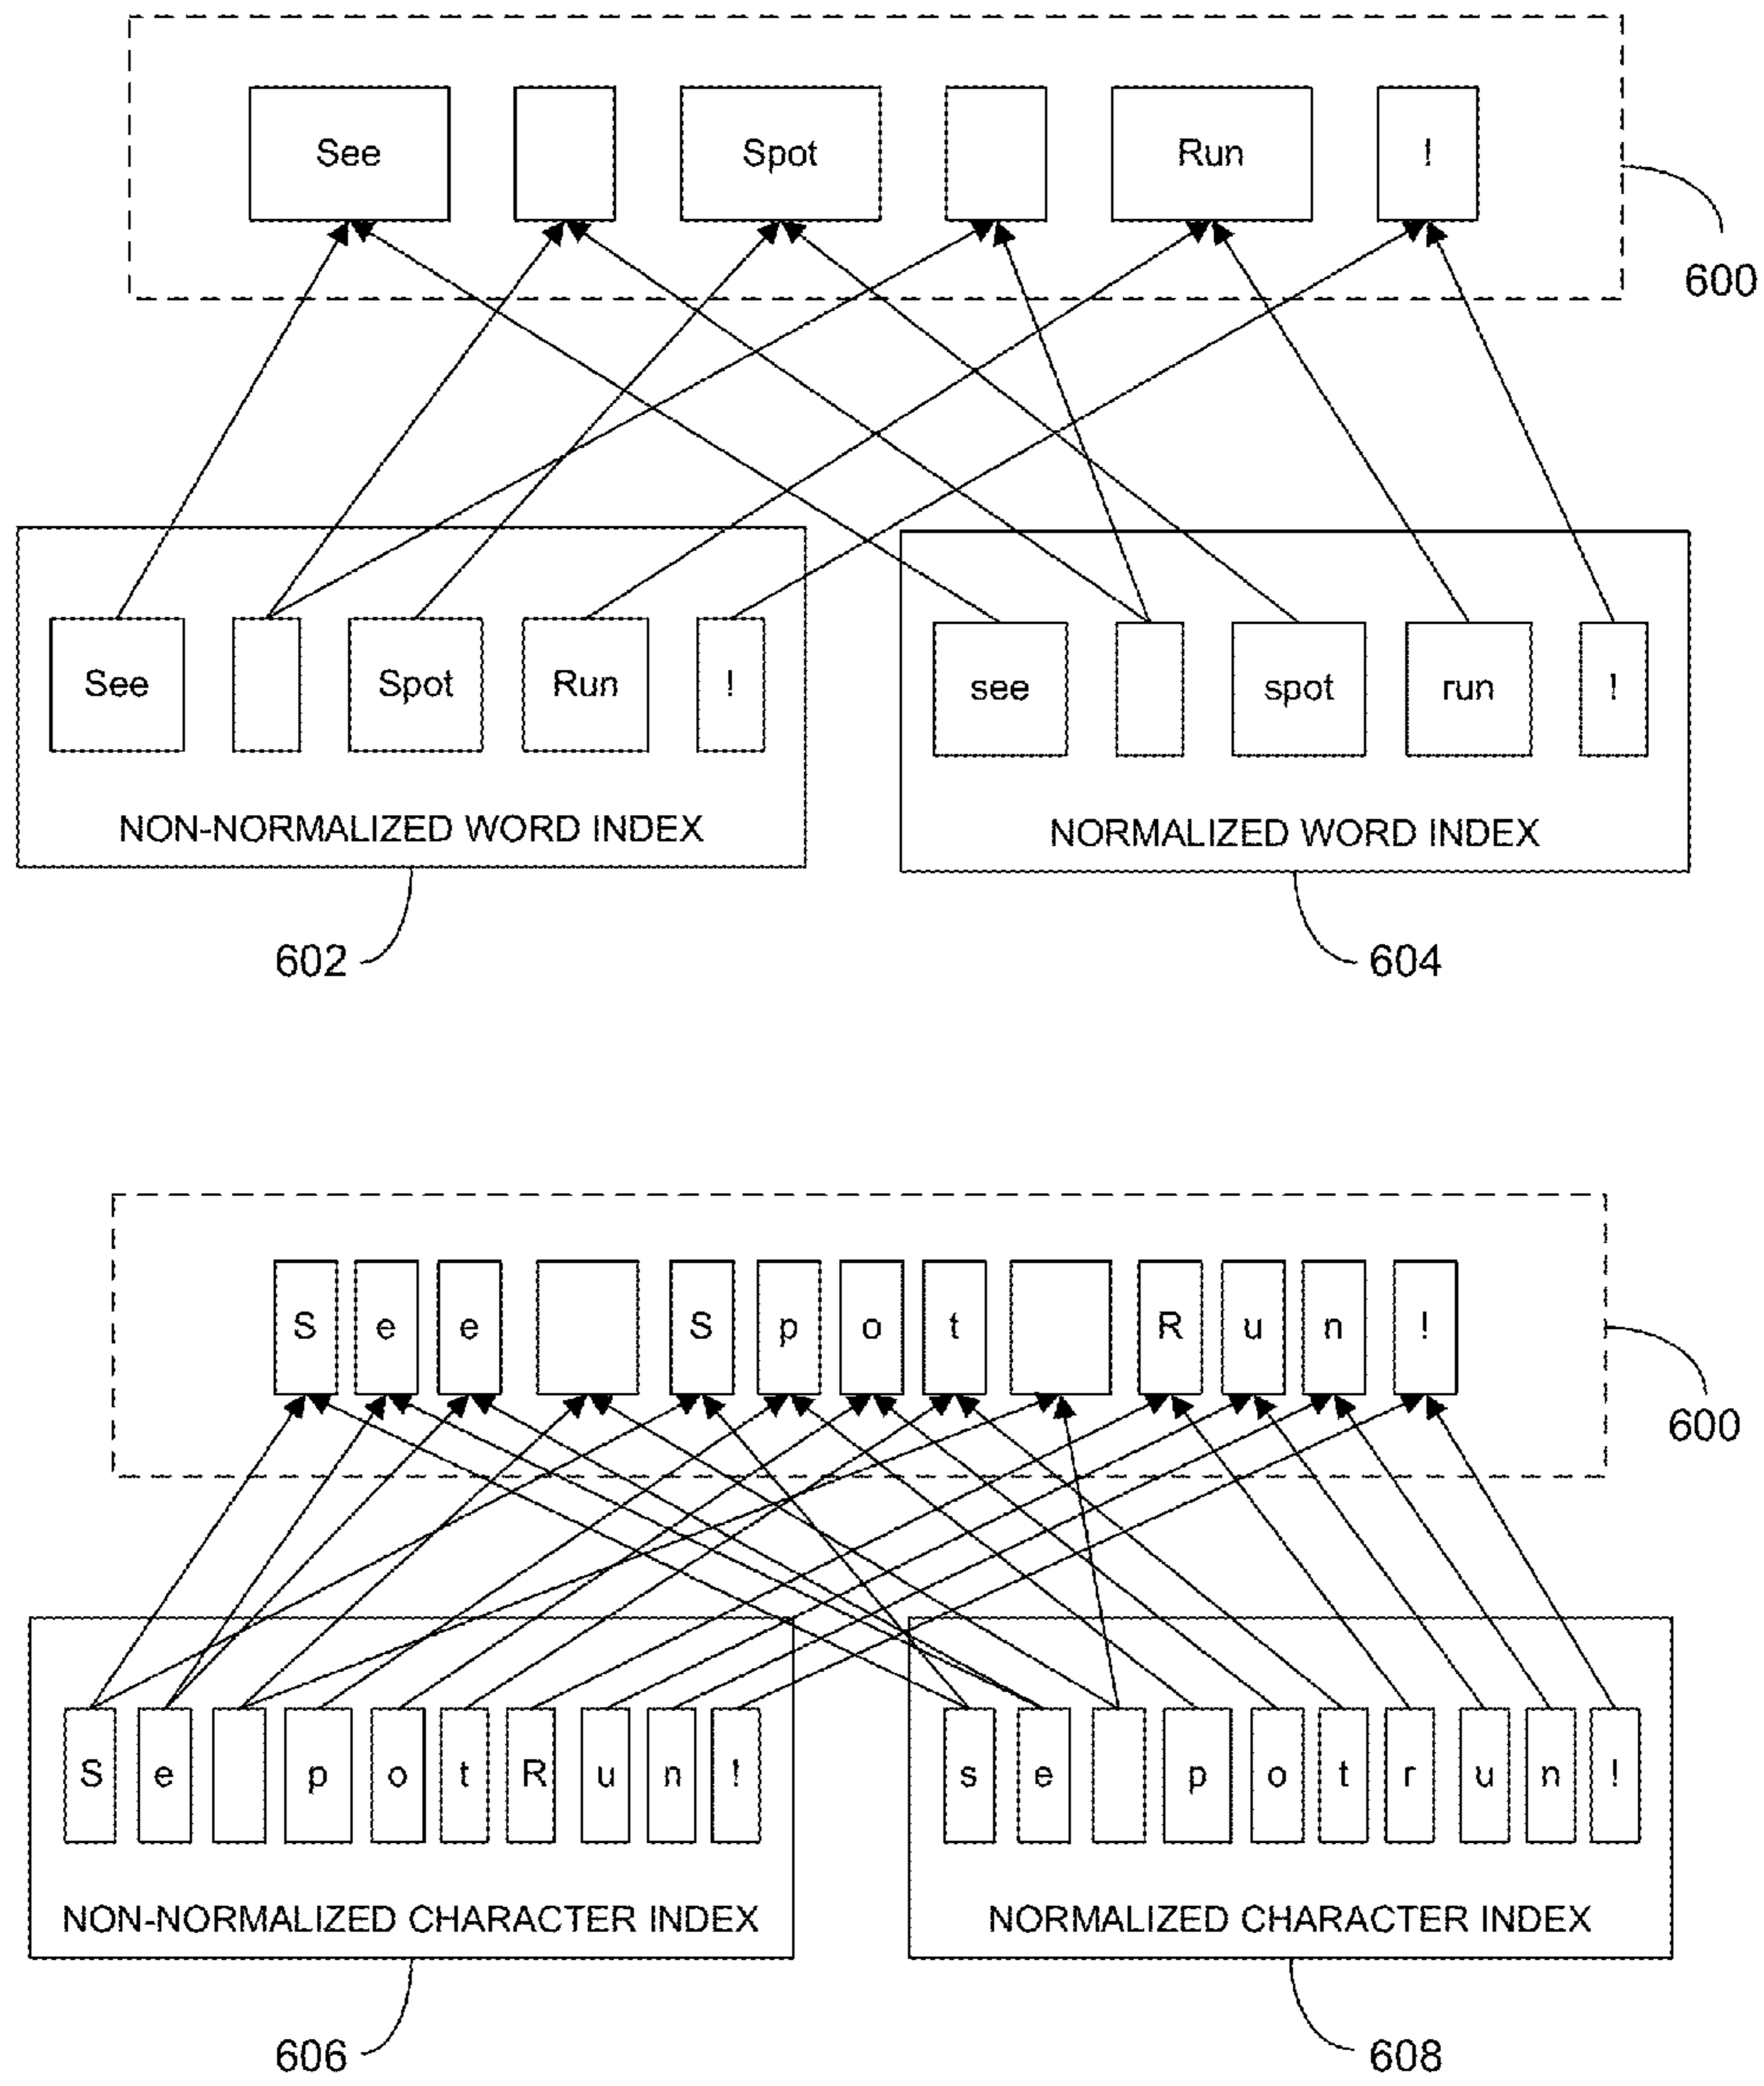 See Spot Run !
600
See Spot Run !
NON-NORMALIZED WORD INDEX
see spot run !
NORMALIZED WORD INDEX
602
604
S e e S p o t R u n !
600
S e p o t R u n !
NON-NORMALIZED CHARACTER INDEX
s e p o t r u n !
NORMALIZED CHARACTER INDEX
606
608